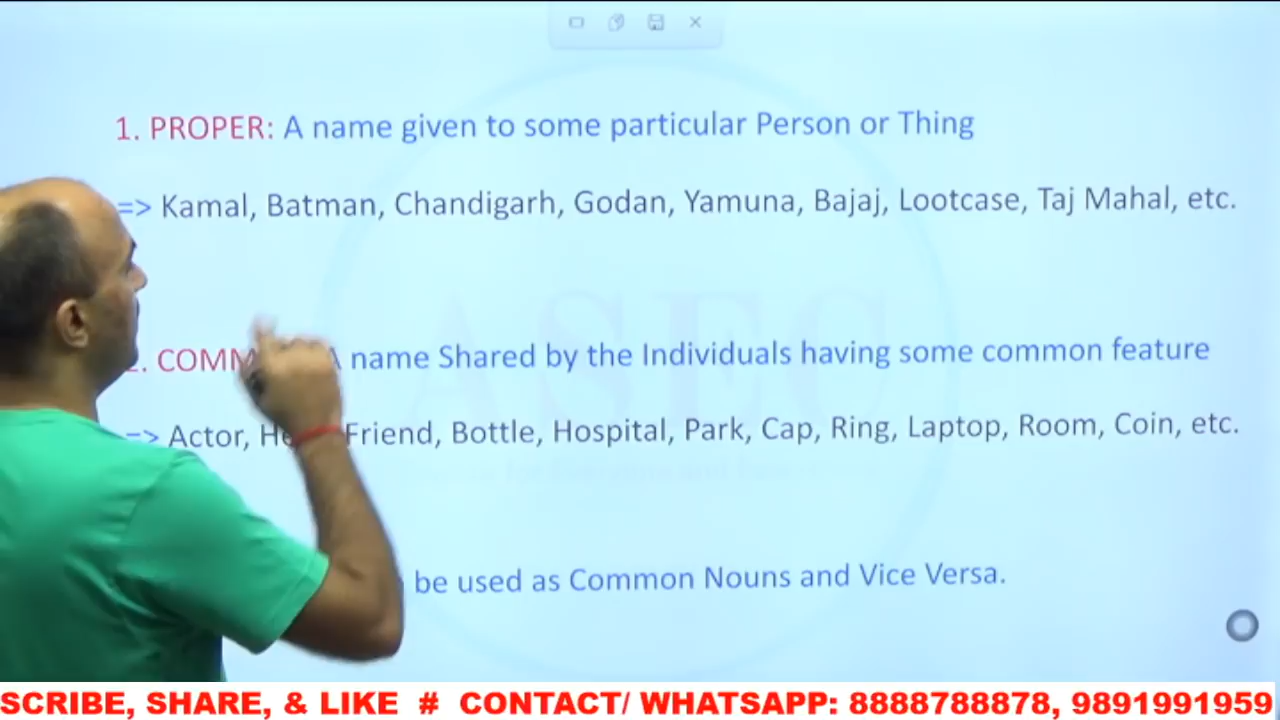 1. PROPER: A name given to some particular Person or Thing
=> Kamal, Batman, Chandigarh, Godan, Yamuna, Bajaj, Lootcase, Taj Mahal, etc.
COMM name Shared by the Individuals having some common feature
=> Actor, Friend, Bottle, Hospital, Park, Cap, Ring, Laptop, Room, Coin, etc.
be used as Common Nouns and Vice Versa.
ASEC
SCRIBE, SHARE, & LIKE # CONTACT/ WHATSAPP: 8888788878, 9891991959